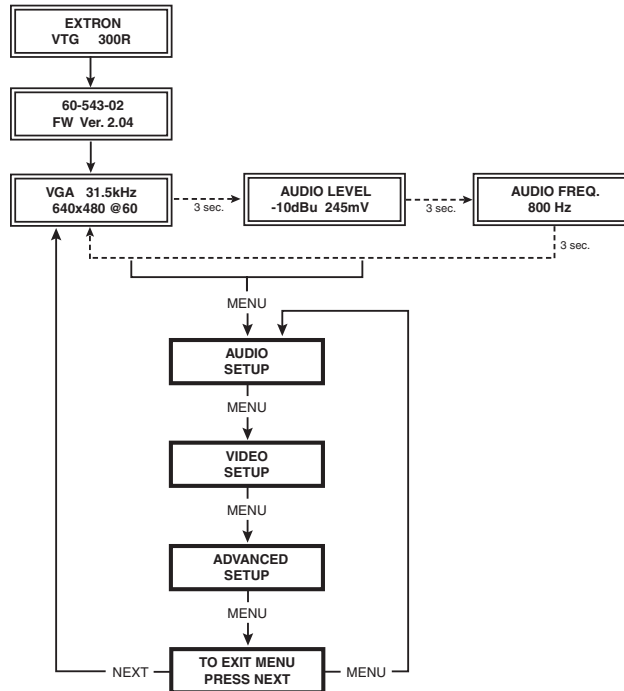 EXTRON
VTG 300R
60-543-02
FW Ver. 2.04
VGA 31.5kHz
640x480 @60
3 sec.
AUDIO LEVEL
-10dBu 245mV
3 sec.
AUDIO FREQ.
800 Hz
3 sec.
MENU
AUDIO
SETUP
MENU
VIDEO
SETUP
MENU
ADVANCED
SETUP
MENU
NEXT
TO EXIT MENU
PRESS NEXT
MENU